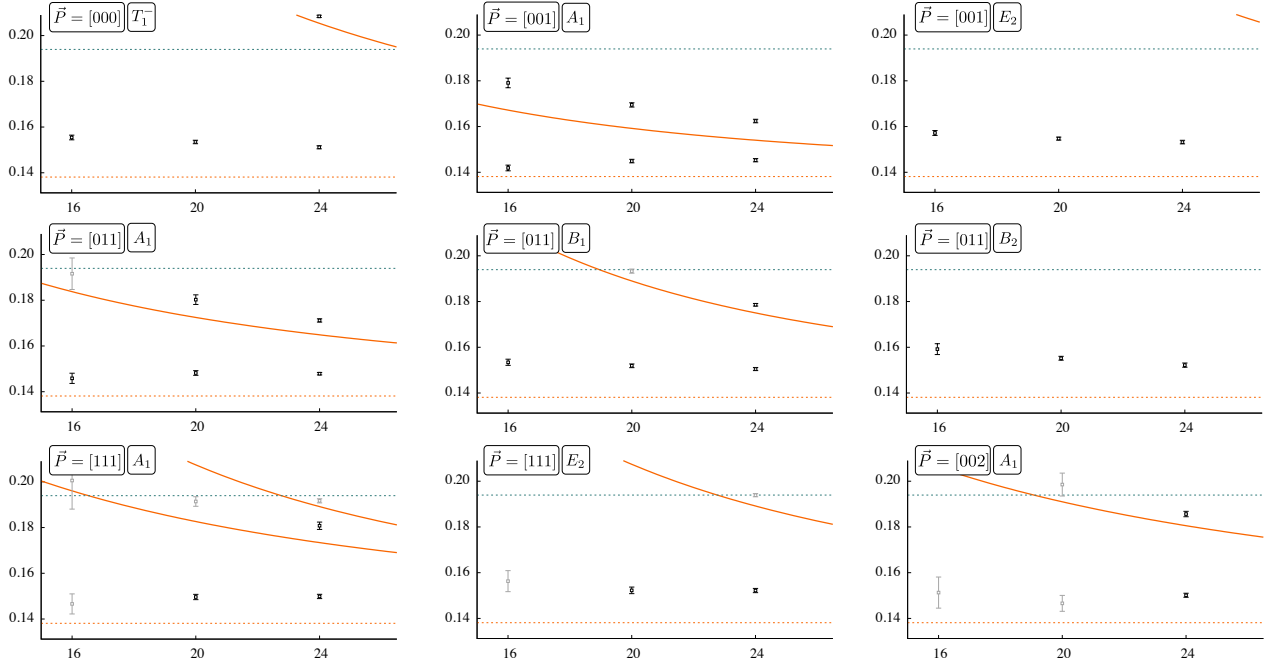 P⃗ = [000] T₁⁻
0.20
0.18
0.16
0.14
16 20 24
P⃗ = [001] A₁
0.20
0.18
0.16
0.14
16 20 24
P⃗ = [001] E₂
0.20
0.18
0.16
0.14
16 20 24
P⃗ = [011] A₁
0.20
0.18
0.16
0.14
16 20 24
P⃗ = [011] B₁
0.20
0.18
0.16
0.14
16 20 24
P⃗ = [011] B₂
0.20
0.18
0.16
0.14
16 20 24
P⃗ = [111] A₁
0.20
0.18
0.16
0.14
16 20 24
P⃗ = [111] E₂
0.20
0.18
0.16
0.14
16 20 24
P⃗ = [002] A₁
0.20
0.18
0.16
0.14
16 20 24